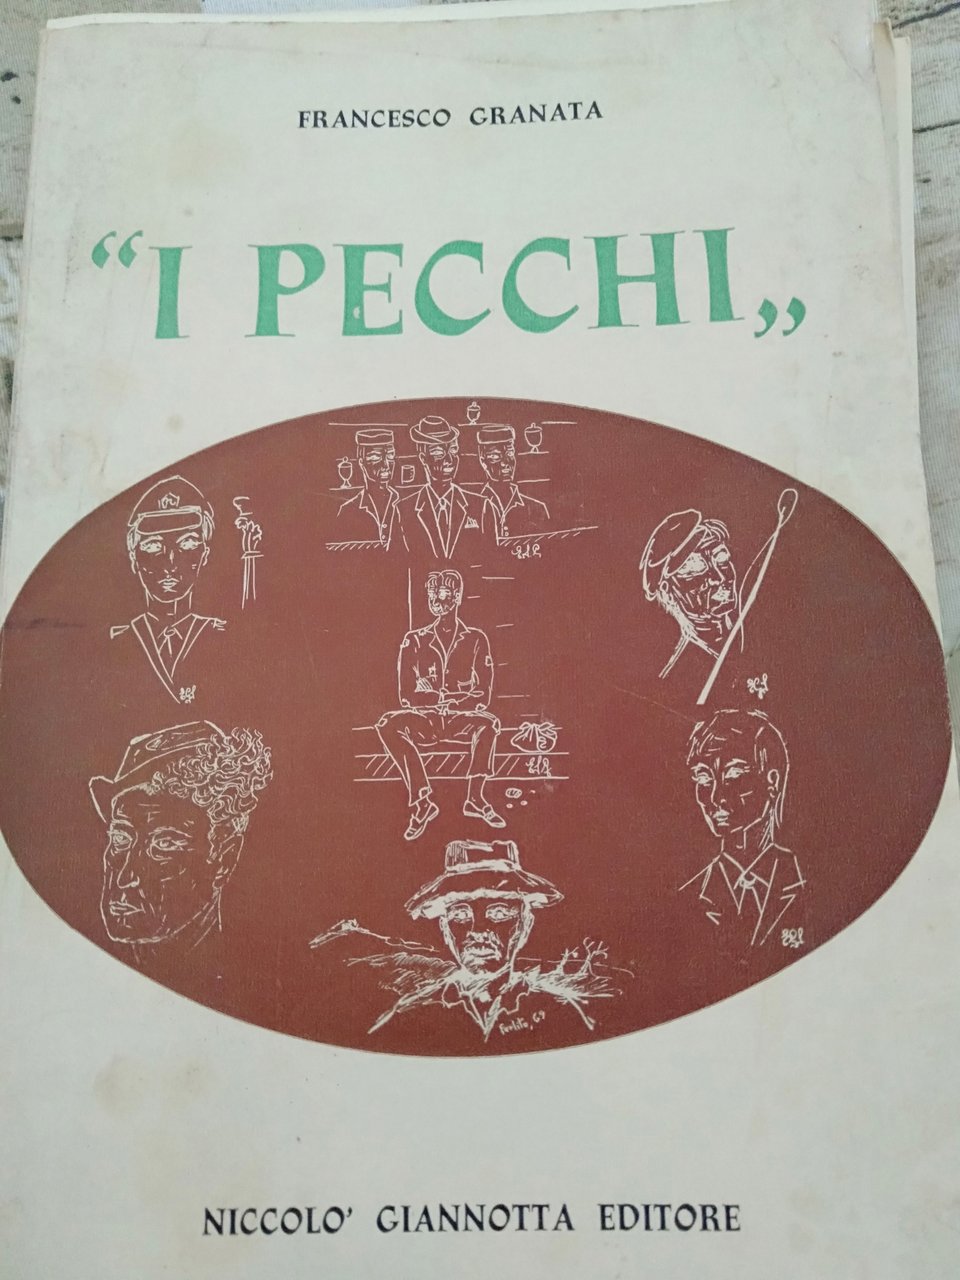 FRANCESCO GRANATA
“I PECCHI„
NICCOLO' GIANNOTTA EDITORE